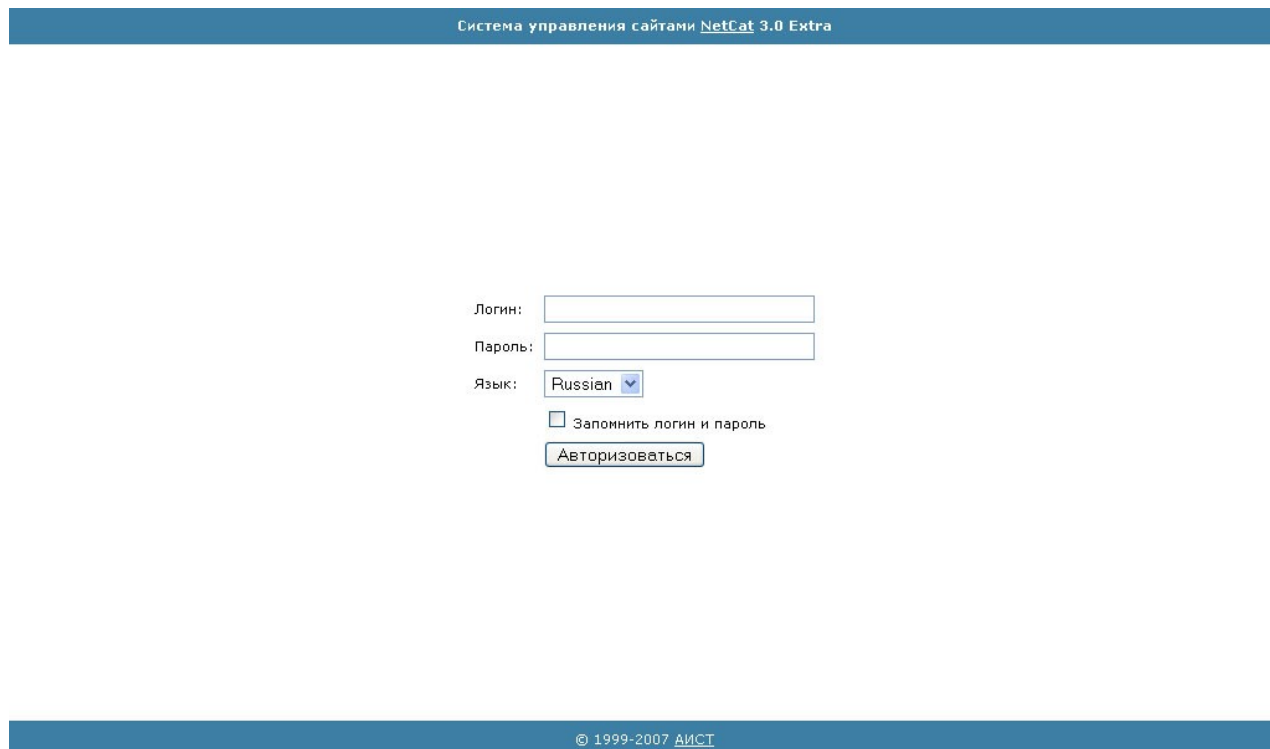 Система управления сайтами NetCat 3.0 Extra
Логин:
Пароль:
Язык: Russian
Запомнить логин и пароль
Авторизоваться
© 1999-2007 АИСТ